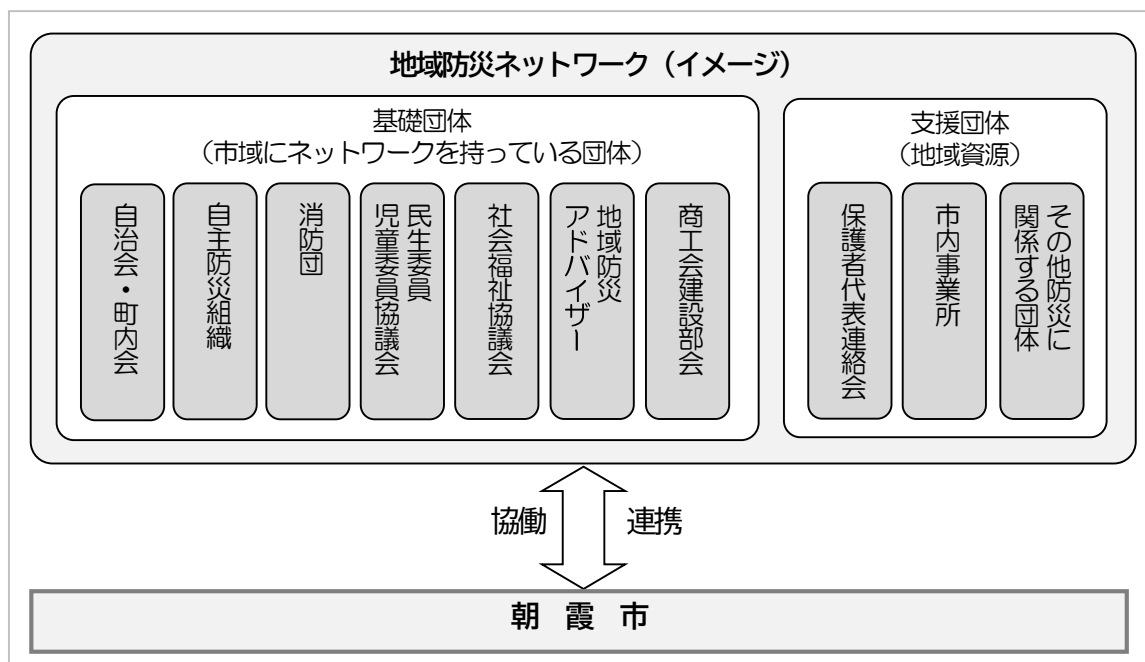 地域防災ネットワーク（イメージ）
基礎団体
（市域にネットワークを持っている団体）
自治会・町内会
自主防災組織
消防団
民生委員
児童委員協議会
社会福祉協議会
地域防災
アドバイザー
商工会建設部会
支援団体
（地域資源）
保護者代表連絡会
市内事業所
その他防災に
関係する団体
協働
連携
朝霞市